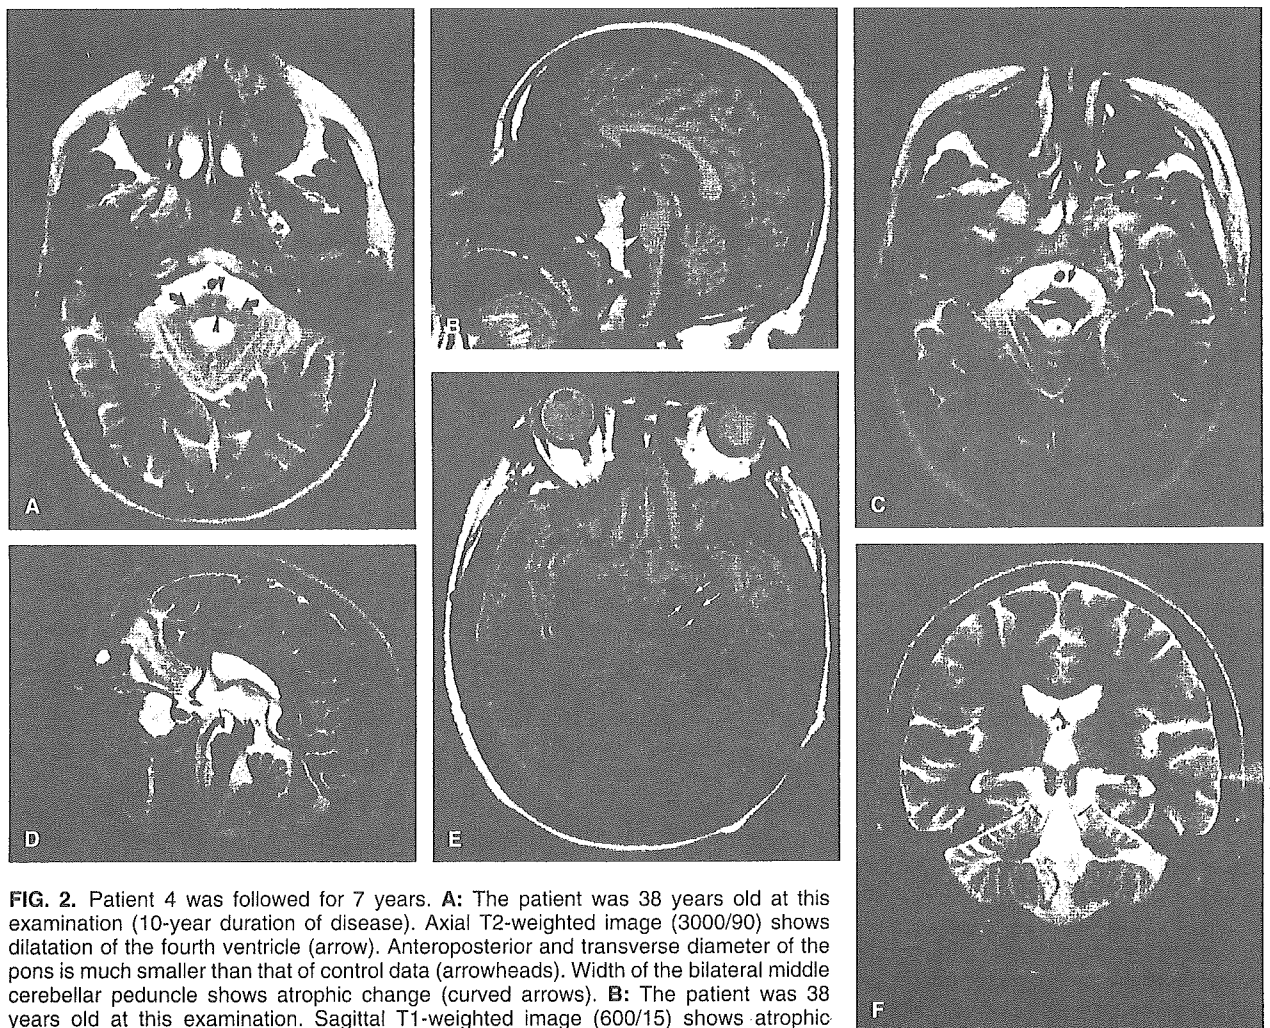 A
B
C
D
E
F
FIG. 2. Patient 4 was followed for 7 years. A: The patient was 38 years old at this
examination (10-year duration of disease). Axial T2-weighted image (3000/90) shows
dilatation of the fourth ventricle (arrow). Anteroposterior and transverse diameter of the
pons is much smaller than that of control data (arrowheads). Width of the bilateral middle
cerebellar peduncle shows atrophic change (curved arrows). B: The patient was 38
years old at this examination. Sagittal T1-weighted image (600/15) shows atrophic